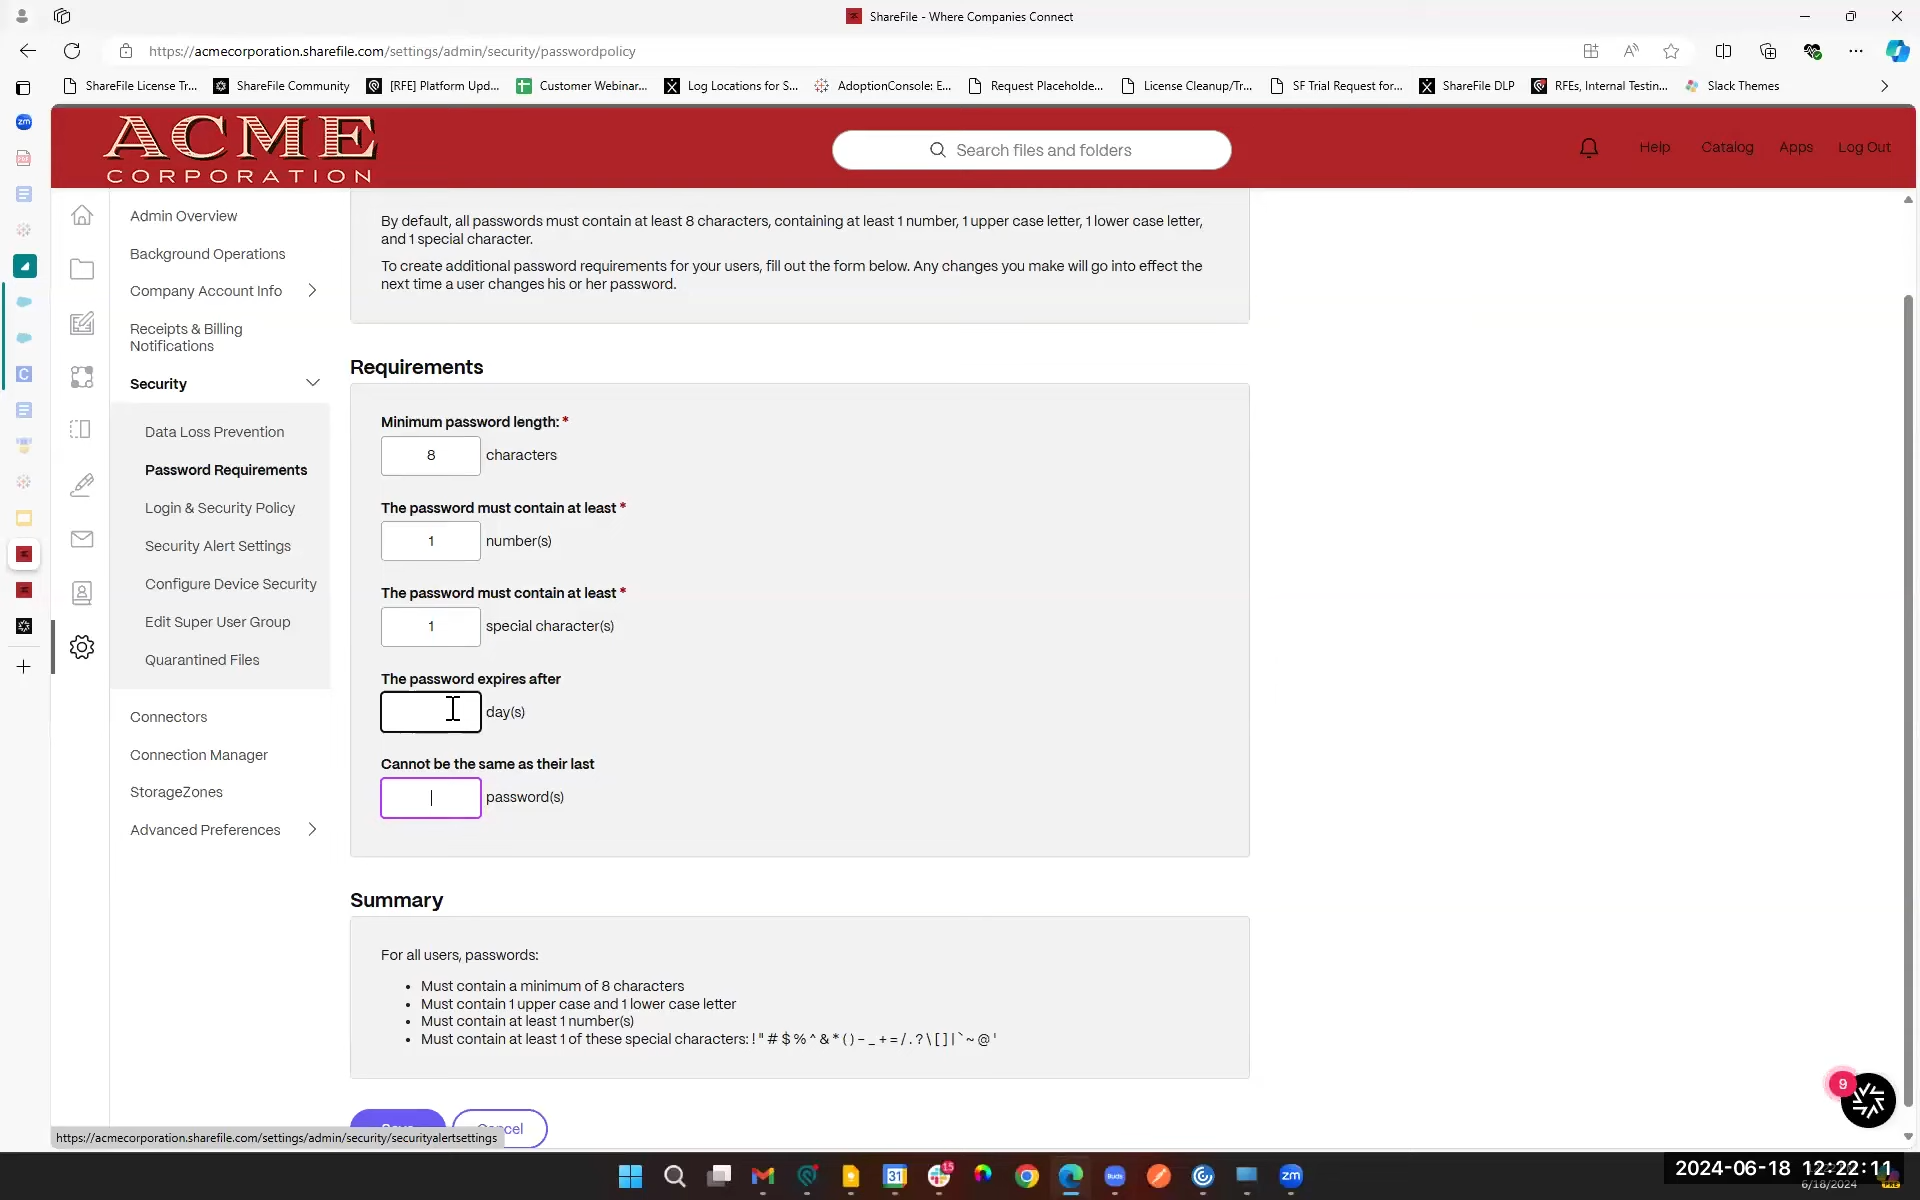 ShareFile - Where Companies Connect
https://acmecorporation.sharefile.com/settings/admin/security/passwordpolicy
ShareFile License Tr...
ShareFile Community
[RFE] Platform Upd...
Customer Webinar...
Log Locations for S...
AdoptionConsole: E...
Request Placeholde...
License Cleanup/Tr...
SF Trial Request for...
ShareFile DLP
RFEs, Internal Testin...
Slack Themes
ACME
CORPORATION
Search files and folders
Help
Catalog
Apps
Log Out
Admin Overview
Background Operations
Company Account Info
Receipts & Billing
Notifications
Security
Data Loss Prevention
Password Requirements
Login & Security Policy
Security Alert Settings
Configure Device Security
Edit Super User Group
Quarantined Files
Connectors
Connection Manager
StorageZones
Advanced Preferences
By default, all passwords must contain at least 8 characters, containing at least 1 number, 1 upper case letter, 1 lower case letter,
and 1 special character.
To create additional password requirements for your users, fill out the form below. Any changes you make will go into effect the
next time a user changes his or her password.
Requirements
Minimum password length: *
8 characters
The password must contain at least *
1 number(s)
The password must contain at least *
1 special character(s)
The password expires after
day(s)
Cannot be the same as their last
password(s)
Summary
For all users, passwords:
• Must contain a minimum of 8 characters
• Must contain 1 upper case and 1 lower case letter
• Must contain at least 1 number(s)
• Must contain at least 1 of these special characters: ! " # $ % ^ & * ( ) - _ + = / . ? \ [ ] | ` ~ @ '
Save
Cancel
https://acmecorporation.sharefile.com/settings/admin/security/securityalertsettings
9
zm
C
31
15
Buds
zm
2024-06-18 12:22:11
6/18/2024
PRE